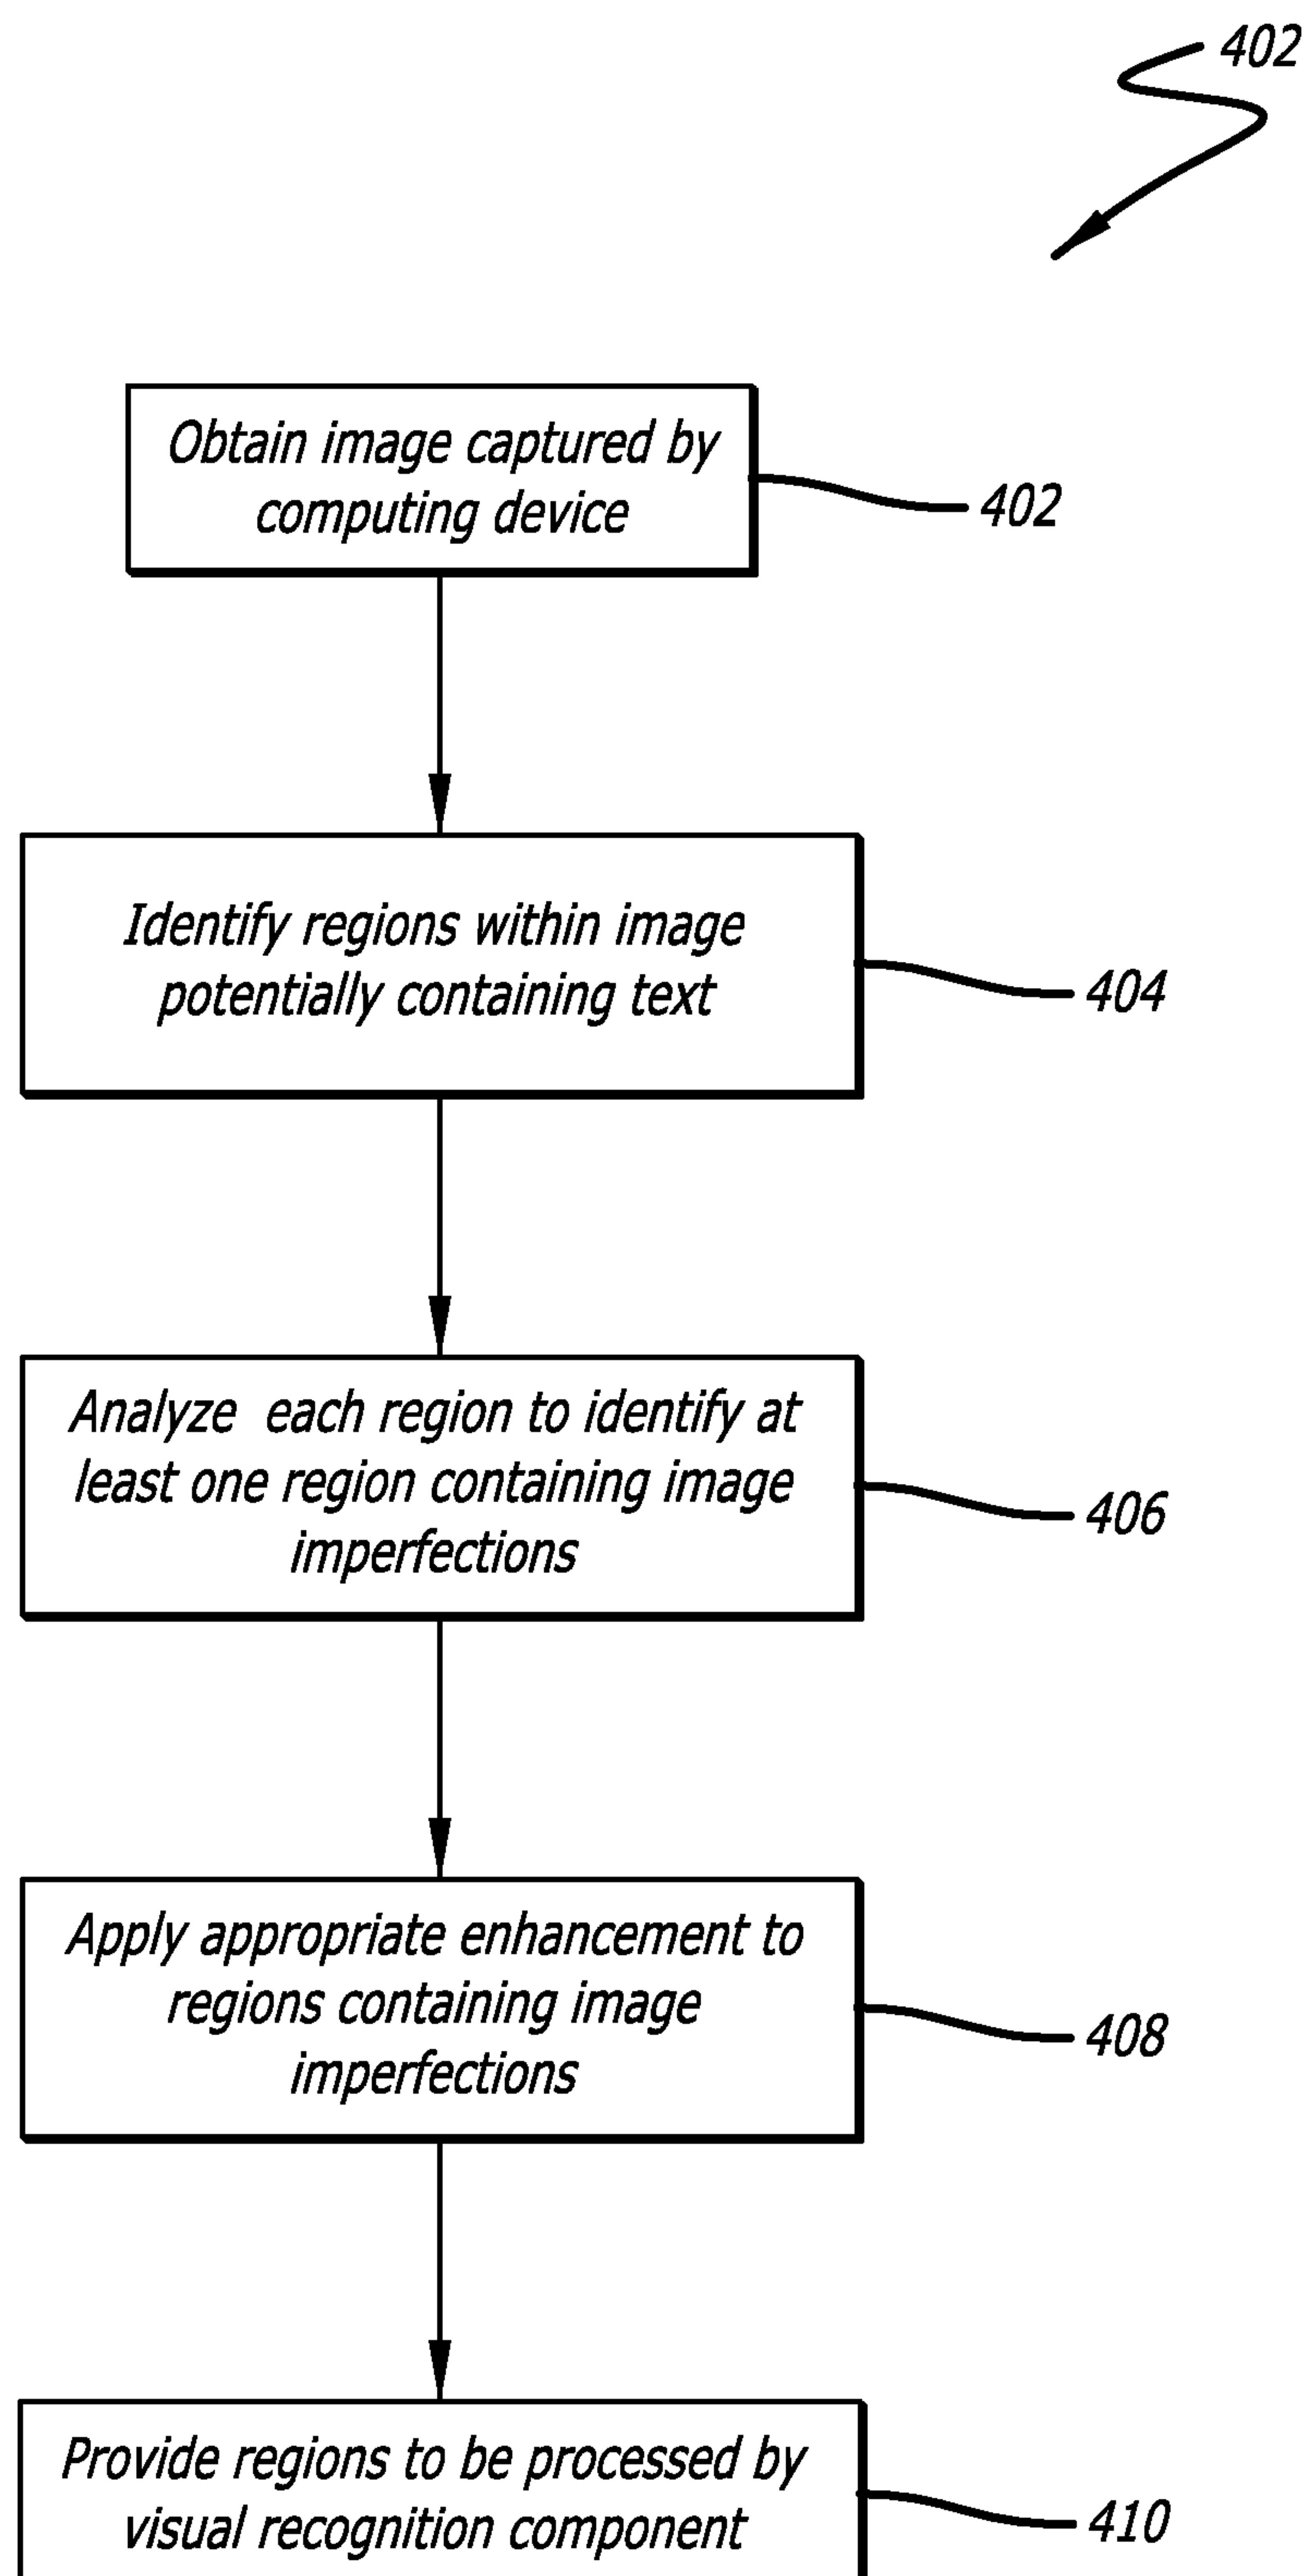 402
Obtain image captured by
computing device
402
Identify regions within image
potentially containing text
404
Analyze each region to identify at
least one region containing image
imperfections
406
Apply appropriate enhancement to
regions containing image
imperfections
408
Provide regions to be processed by
visual recognition component
410